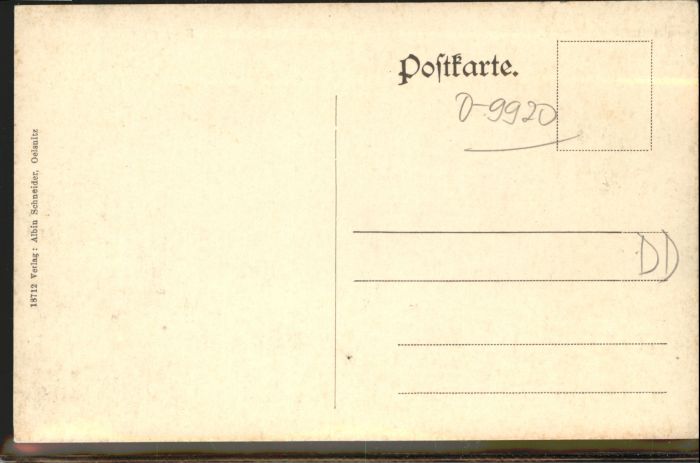 Poſtkarte.
D-9920
DD
18712 Verlag: Albin Schneider, Oelsnitz